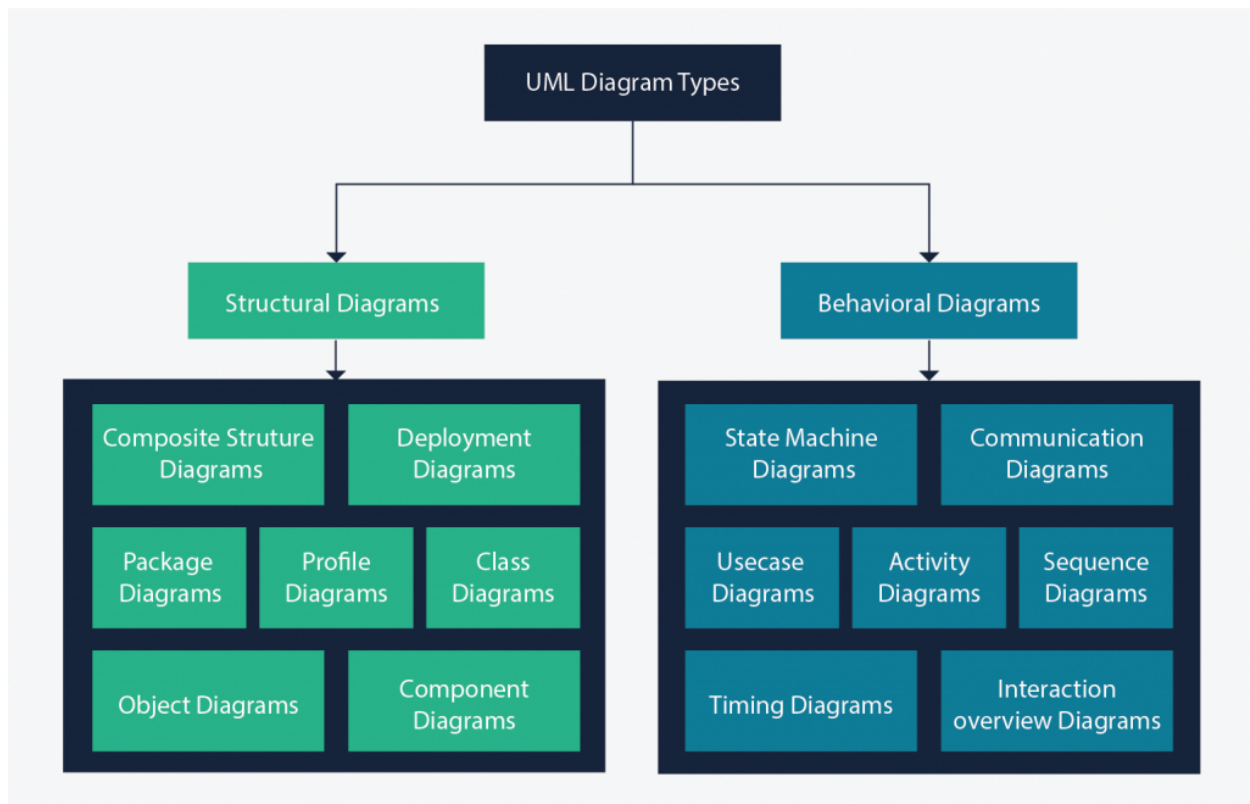 UML Diagram Types
Structural Diagrams
Behavioral Diagrams
Composite Struture
Diagrams
Deployment
Diagrams
Package
Diagrams
Profile
Diagrams
Class
Diagrams
Object Diagrams
Component
Diagrams
State Machine
Diagrams
Communication
Diagrams
Usecase
Diagrams
Activity
Diagrams
Sequence
Diagrams
Timing Diagrams
Interaction
overview Diagrams